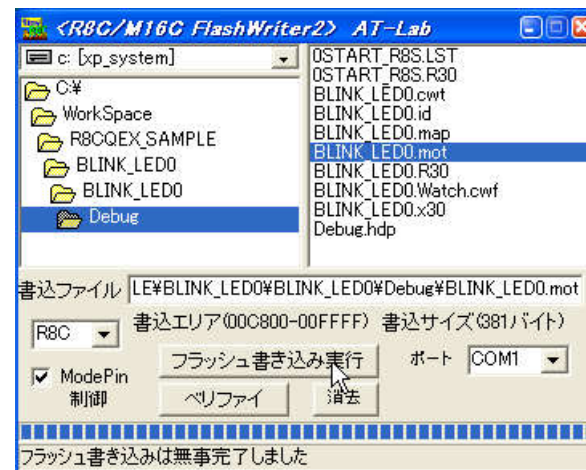 <R8C/M16C FlashWriter2> AT-Lab
c: [xp_system]
C:¥
WorkSpace
R8CQEX_SAMPLE
BLINK_LED0
BLINK_LED0
Debug
0START_R8S.LST
0START_R8S.R30
BLINK_LED0.cwt
BLINK_LED0.id
BLINK_LED0.map
BLINK_LED0.mot
BLINK_LED0.R30
BLINK_LED0.Watch.cwf
BLINK_LED0.x30
Debug.hdp
書込ファイル LE¥BLINK_LED0¥BLINK_LED0¥Debug¥BLINK_LED0.mot
R8C 書込エリア(00C800-00FFFF) 書込サイズ(381バイト)
フラッシュ書き込み実行 ポート COM1
ModePin
制御 ベリファイ 消去
フラッシュ書き込みは無事完了しました